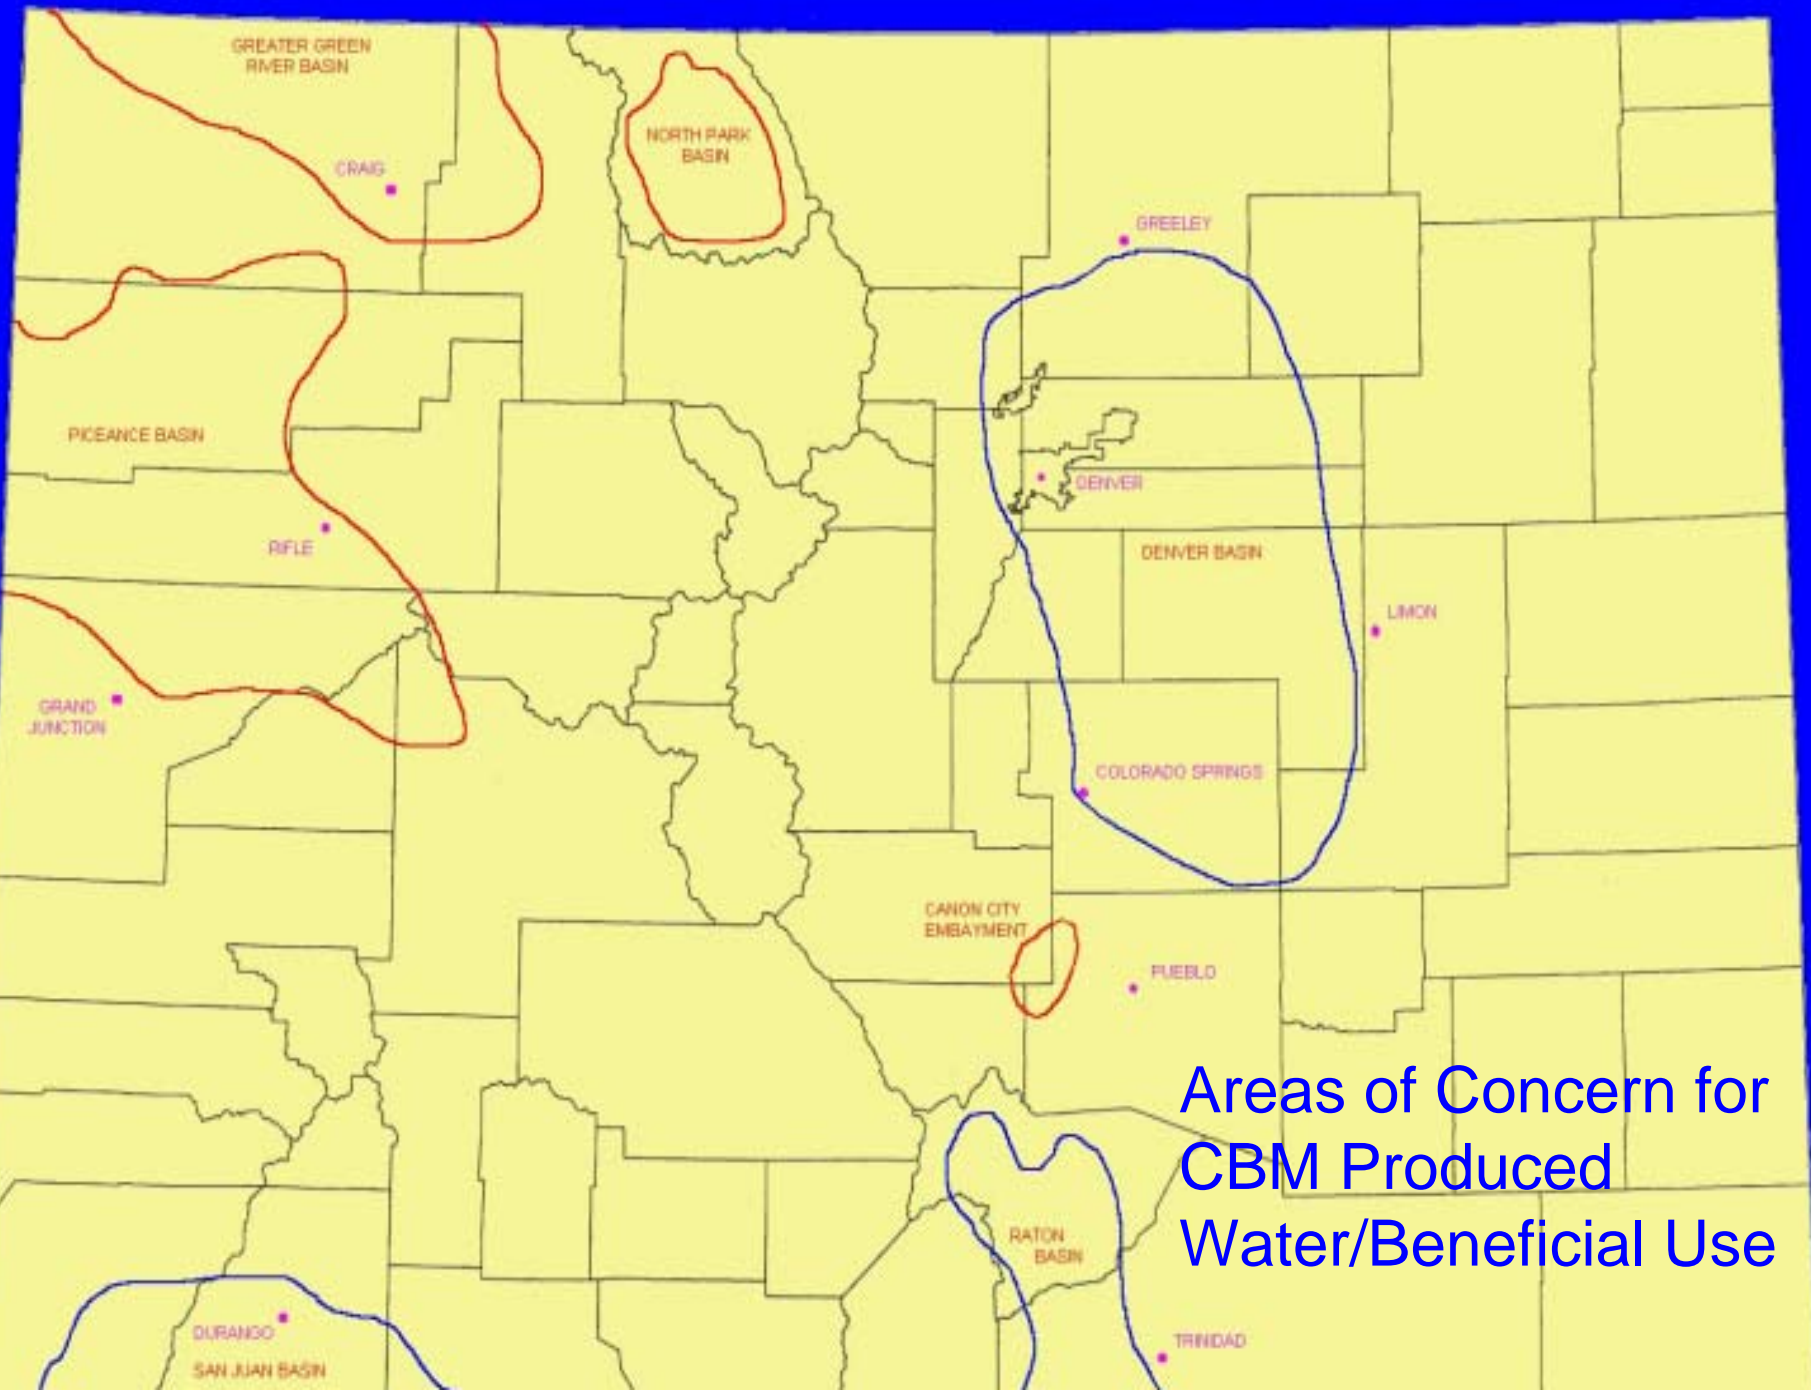 GREATER GREEN
RIVER BASIN
NORTH PARK
BASIN
CRAIG
GREELEY
PICEANCE BASIN
DENVER
RIFLE
DENVER BASIN
LIMON
GRAND
JUNCTION
COLORADO SPRINGS
CANON CITY
EMBAYMENT
PUEBLO
Areas of Concern for
CBM Produced
Water/Beneficial Use
RATON
BASIN
DURANGO
SAN JUAN BASIN
TRINIDAD